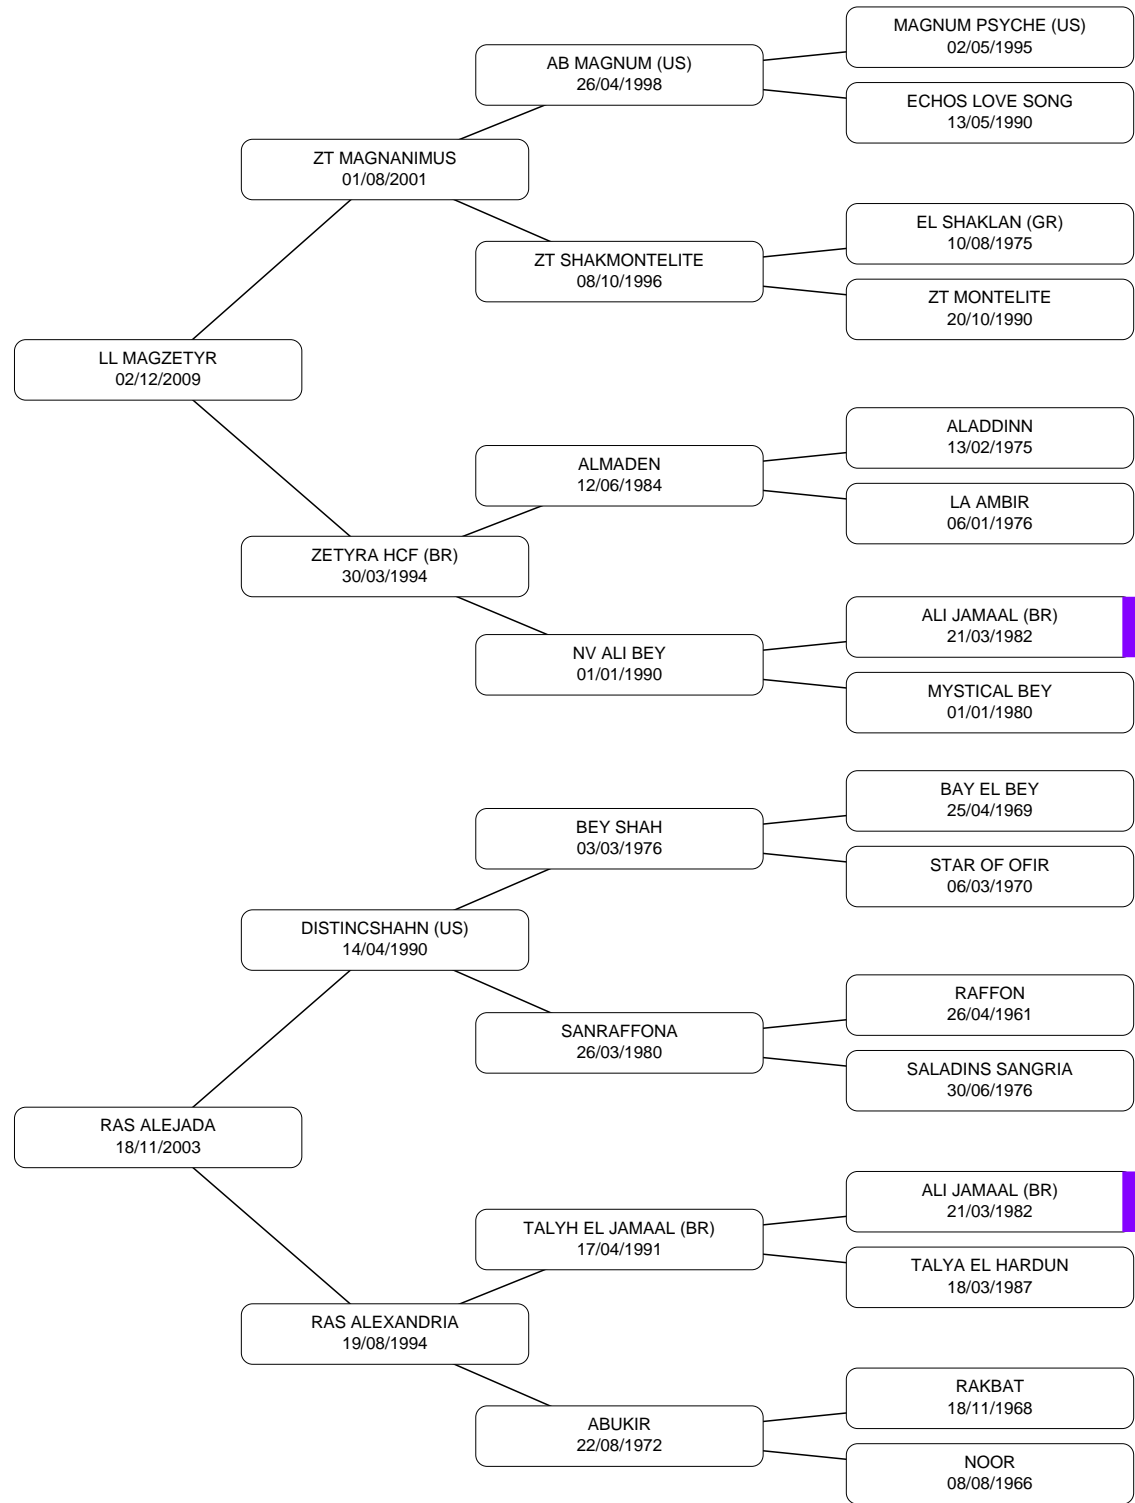 MAGNUM PSYCHE (US)
02/05/1995
AB MAGNUM (US)
26/04/1998
ECHOS LOVE SONG
13/05/1990
ZT MAGNANIMUS
01/08/2001
EL SHAKLAN (GR)
10/08/1975
ZT SHAKMONTELITE
08/10/1996
ZT MONTELITE
20/10/1990
LL MAGZETYR
02/12/2009
ALADDINN
13/02/1975
ALMADEN
12/06/1984
LA AMBIR
06/01/1976
ZETYRA HCF (BR)
30/03/1994
ALI JAMAAL (BR)
21/03/1982
NV ALI BEY
01/01/1990
MYSTICAL BEY
01/01/1980
BAY EL BEY
25/04/1969
BEY SHAH
03/03/1976
STAR OF OFIR
06/03/1970
DISTINCSHAHN (US)
14/04/1990
RAFFON
26/04/1961
SANRAFFONA
26/03/1980
SALADINS SANGRIA
30/06/1976
RAS ALEJADA
18/11/2003
ALI JAMAAL (BR)
21/03/1982
TALYH EL JAMAAL (BR)
17/04/1991
TALYA EL HARDUN
18/03/1987
RAS ALEXANDRIA
19/08/1994
RAKBAT
18/11/1968
ABUKIR
22/08/1972
NOOR
08/08/1966